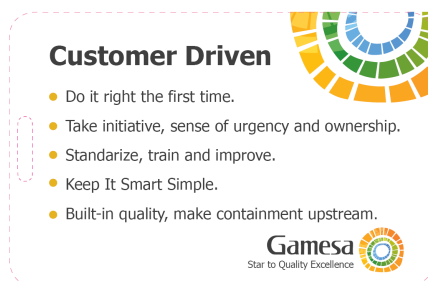 Customer Driven
Do it right the first time.
Take initiative, sense of urgency and ownership.
Standarize, train and improve.
Keep It Smart Simple.
Built-in quality, make containment upstream.
Gamesa
Star to Quality Excellence